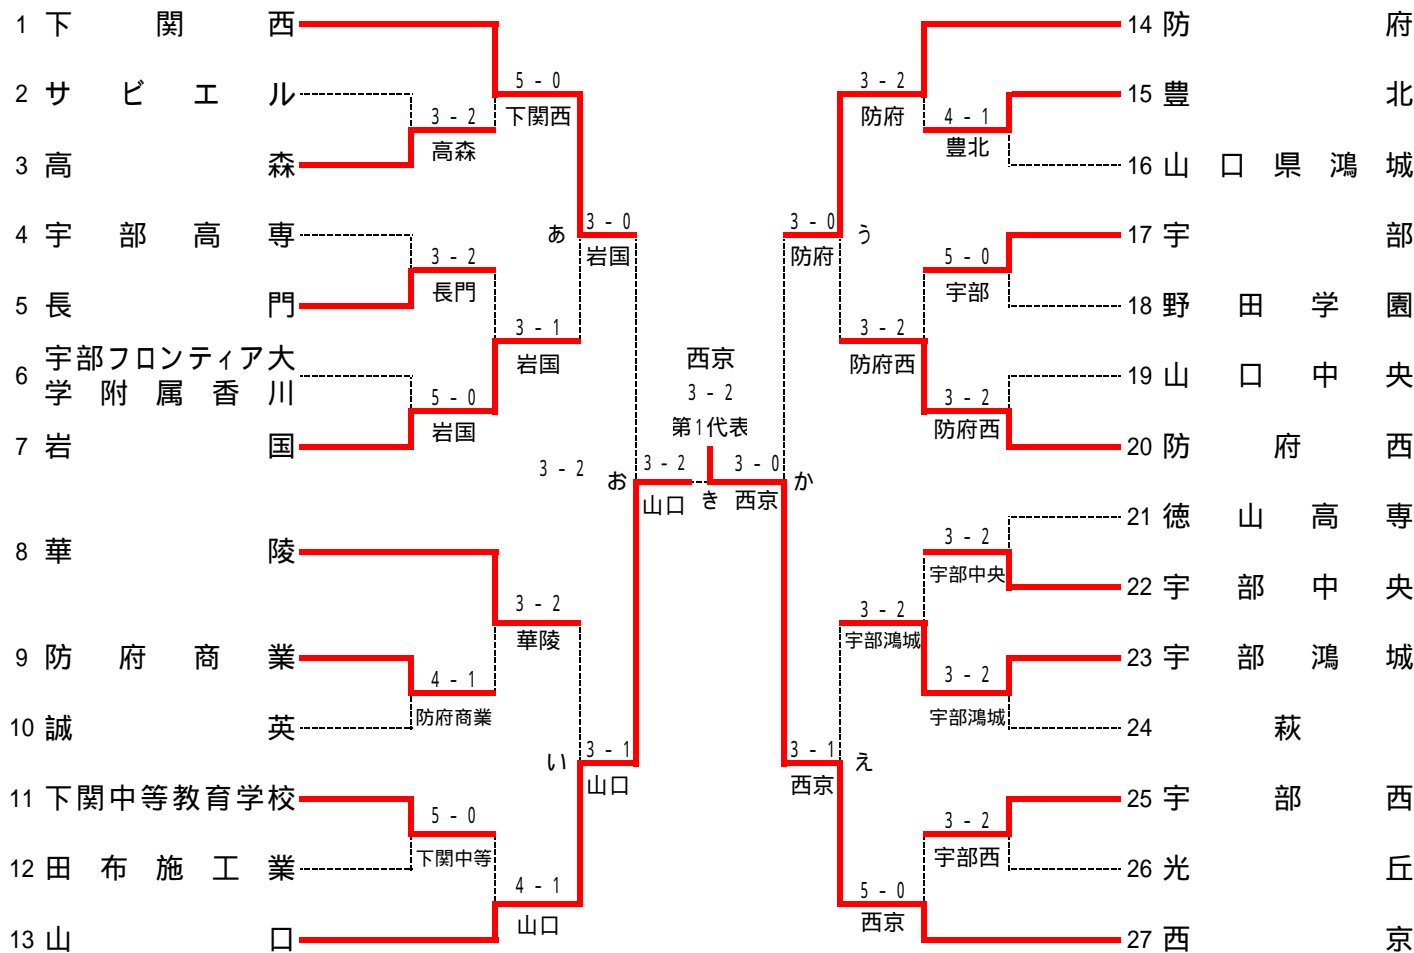 1 下関西
2 サビエル
3 高森
4 宇部高専
5 長門
6 宇部フロンティア大
学附属香川
7 岩国
8 華陵
9 防府商業
10 誠英
11 下関中等教育学校
12 田布施工業
13 山口
3-2
高森
3-2
長門
5-0
岩国
4-1
防府商業
5-0
下関中等
5-0
下関西
3-1
岩国
3-2
華陵
4-1
山口
あ
3-0
岩国
い
3-1
山口
3-2
お
3-2
山口
西京
3-2
第1代表
き
3-0
西京
か
3-0
防府
う
3-1
西京
え
3-2
防府
3-2
防府西
3-2
宇部鴻城
5-0
西京
4-1
豊北
5-0
宇部
3-2
防府西
3-2
宇部中央
3-2
宇部鴻城
3-2
宇部西
14 防府
15 豊北
16 山口県鴻城
17 宇部
18 野田学園
19 山口中央
20 防府西
21 徳山高専
22 宇部中央
23 宇部鴻城
24 萩
25 宇部西
26 光丘
27 西京